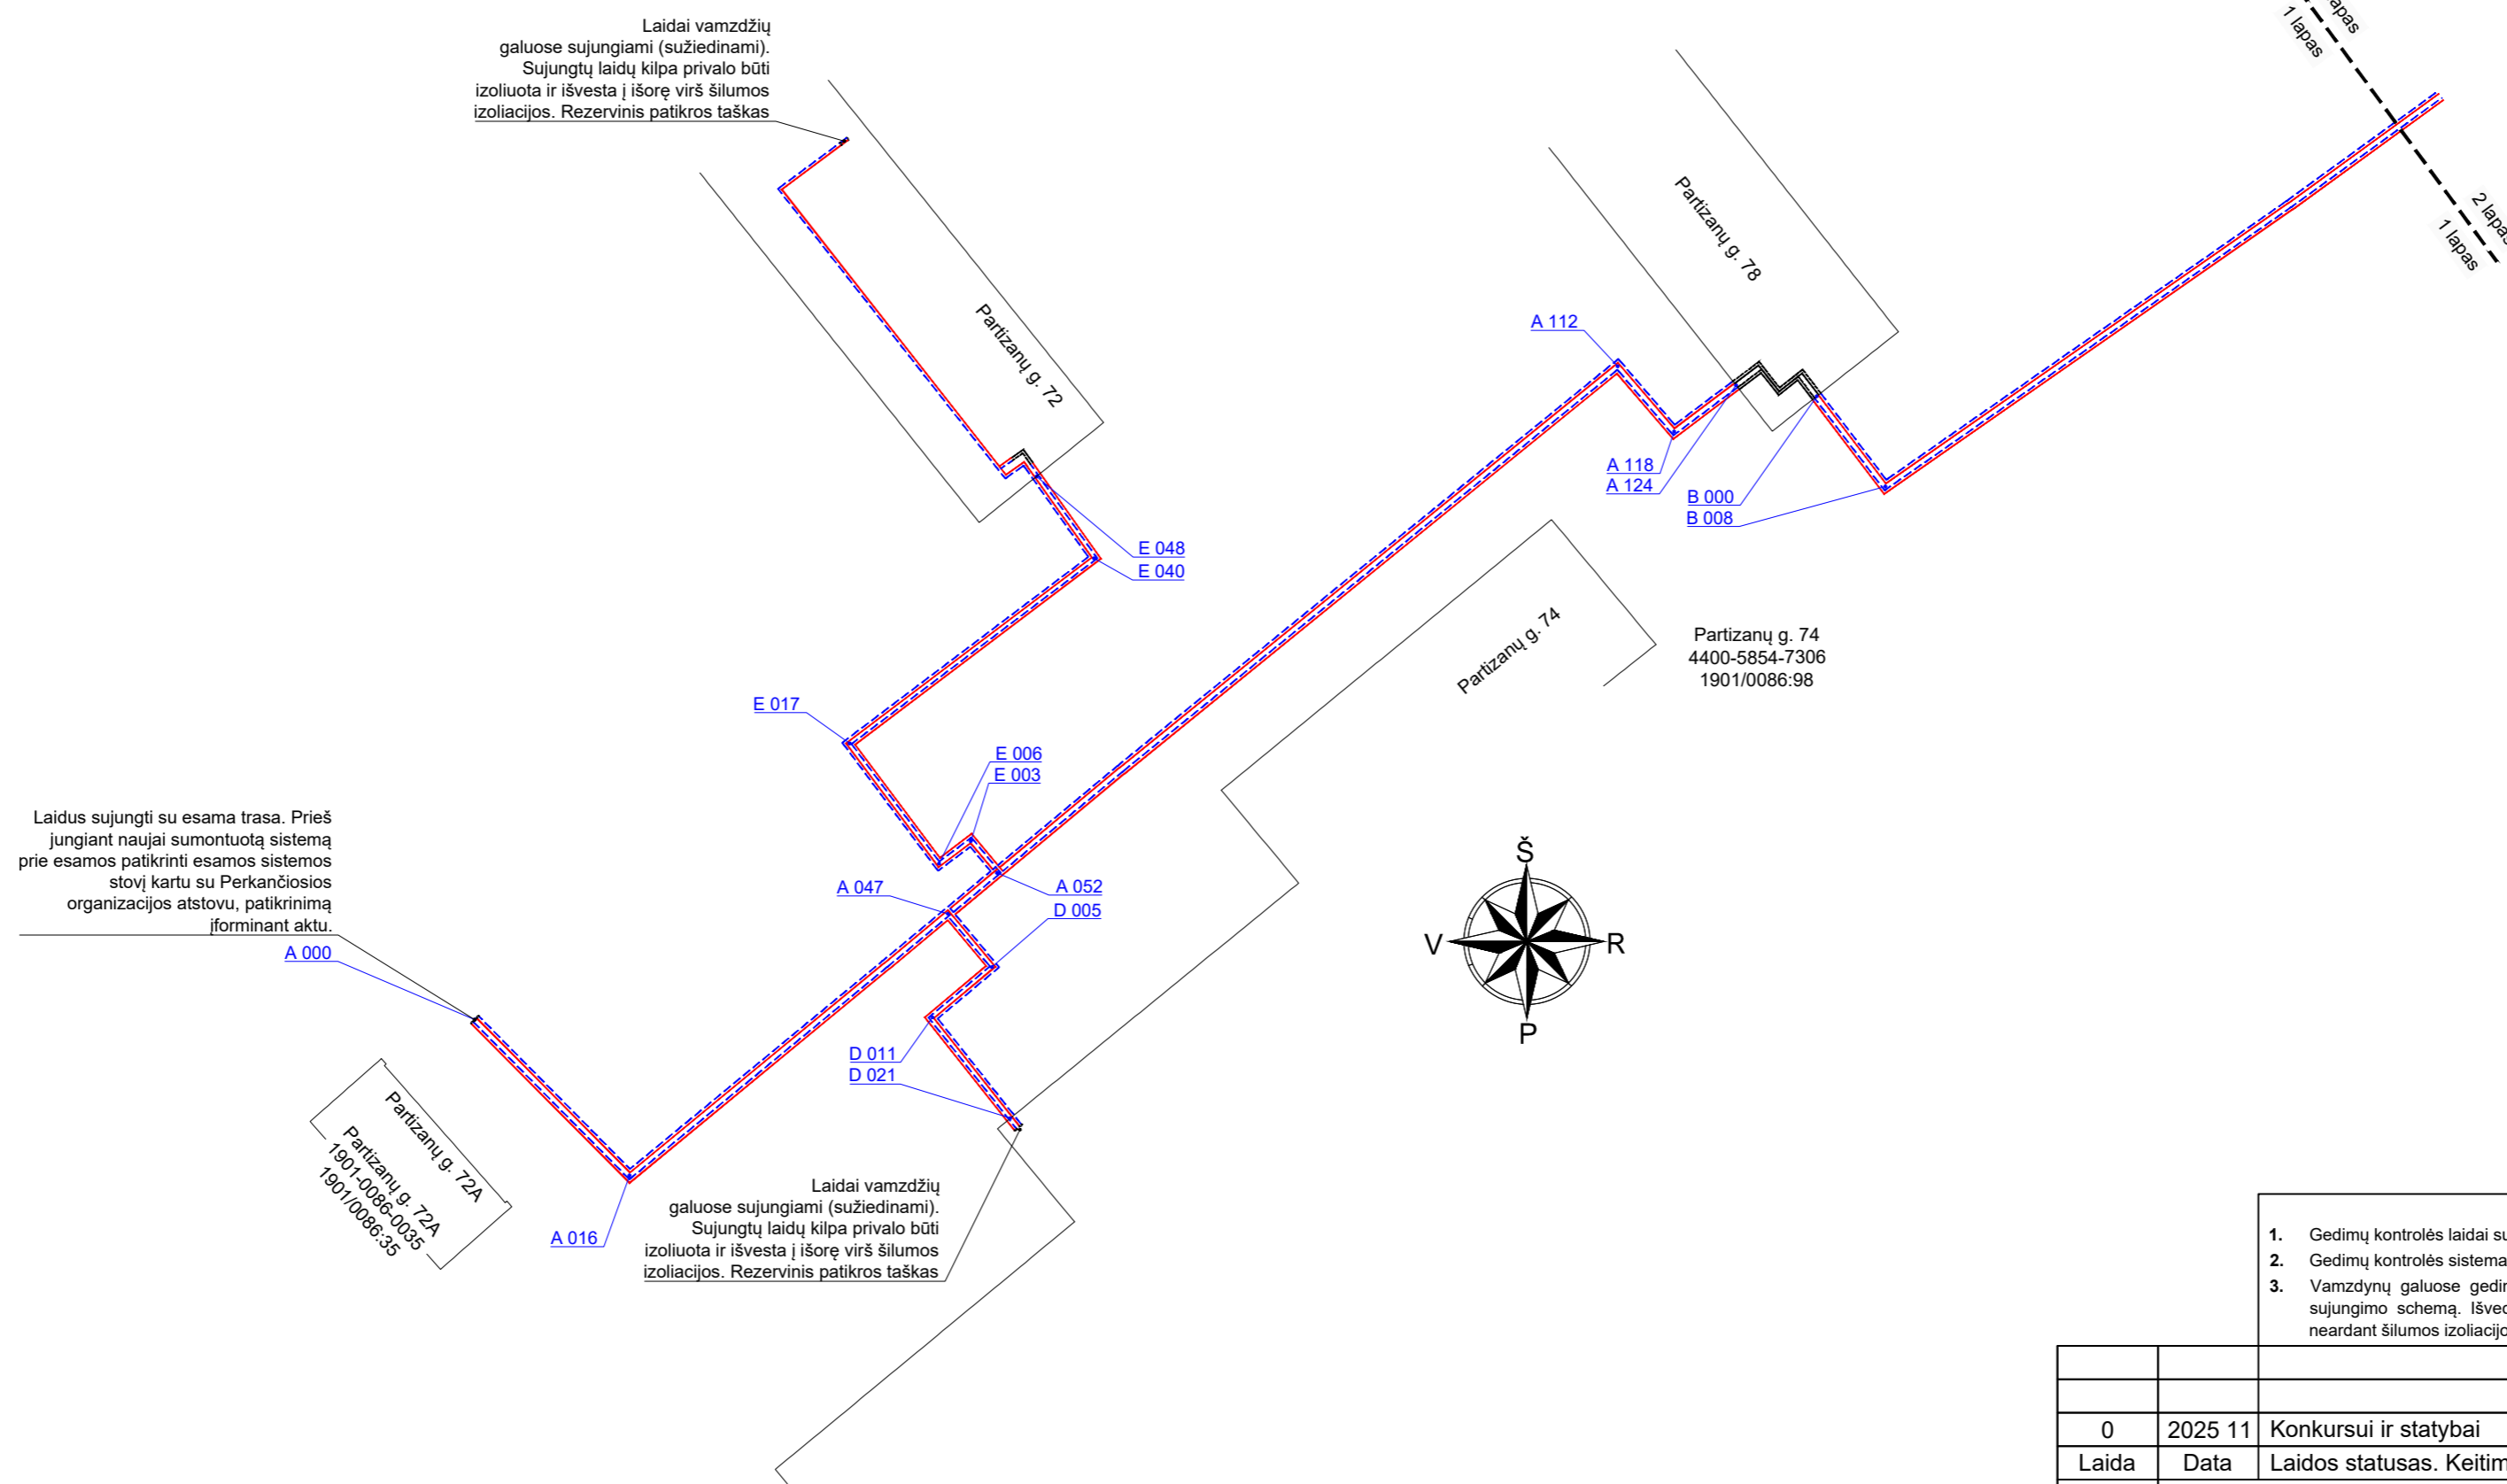 Laidai vamzdžių
galuose sujungiami (sužiedinami).
Sujungtų laidų kilpa privalo būti
izoliuota ir išvesta į išorę virš šilumos
izoliacijos. Rezervinis patikros taškas
1 lapas
2 lapas
1 lapas
Partizanų g. 78
Partizanų g. 72
A 112
A 118
A 124
B 000
B 008
E 048
E 040
Partizanų g. 74
Partizanų g. 74
4400-5854-7306
1901/0086:98
E 017
E 006
E 003
Laidus sujungti su esama trasa. Prieš
jungiant naujai sumontuotą sistemą
prie esamos patikrinti esamos sistemos
stovį kartu su Perkančiosios
organizacijos atstovu, patikrinimą
įforminant aktu.
A 000
A 047
A 052
D 005
Š
V
R
P
D 011
D 021
Partizanų g. 72A
Partizanų g. 72A
1901-0086-0035
1901/0086:35
A 016
Laidai vamzdžių
galuose sujungiami (sužiedinami).
Sujungtų laidų kilpa privalo būti
izoliuota ir išvesta į išorę virš šilumos
izoliacijos. Rezervinis patikros taškas
1. Gedimų kontrolės laidai
2. Gedimų kontrolės sistema
3. Vamzdynų galuose
sujungimo schemą.
neardant šilumos
0 2025 11 Konkursui ir statybai
Laida Data Laidos statusas.